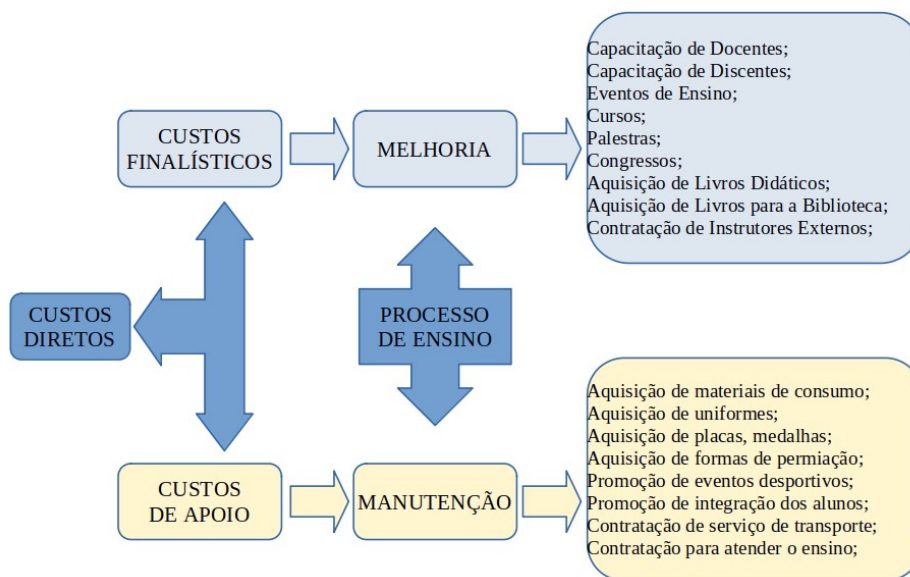 CUSTOS
FINALÍSTICOS
MELHORIA
Capacitação de Docentes;
Capacitação de Discentes;
Eventos de Ensino;
Cursos;
Palestras;
Congressos;
Aquisição de Livros Didáticos;
Aquisição de Livros para a Biblioteca;
Contratação de Instrutores Externos;
CUSTOS
DIRETOS
PROCESSO
DE ENSINO
CUSTOS
DE APOIO
MANUTENÇÃO
Aquisição de materiais de consumo;
Aquisição de uniformes;
Aquisição de placas, medalhas;
Aquisição de formas de permiação;
Promoção de eventos desportivos;
Promoção de integração dos alunos;
Contratação de serviço de transporte;
Contratação para atender o ensino;